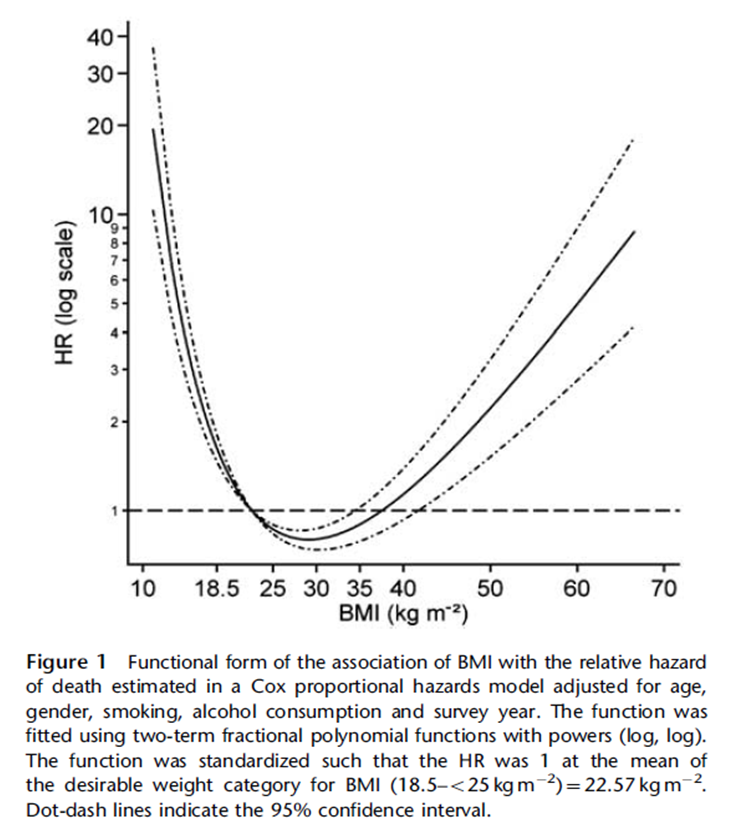 40
30
20
10
9
8
7
6
5
4
3
2
1
HR (log scale)
10 18.5 25 30 35 40 50 60 70
BMI (kg m⁻²)
Figure 1 Functional form of the association of BMI with the relative hazard
of death estimated in a Cox proportional hazards model adjusted for age,
gender, smoking, alcohol consumption and survey year. The function was
fitted using two-term fractional polynomial functions with powers (log, log).
The function was standardized such that the HR was 1 at the mean of
the desirable weight category for BMI (18.5–<25 kg m⁻²) = 22.57 kg m⁻².
Dot-dash lines indicate the 95% confidence interval.